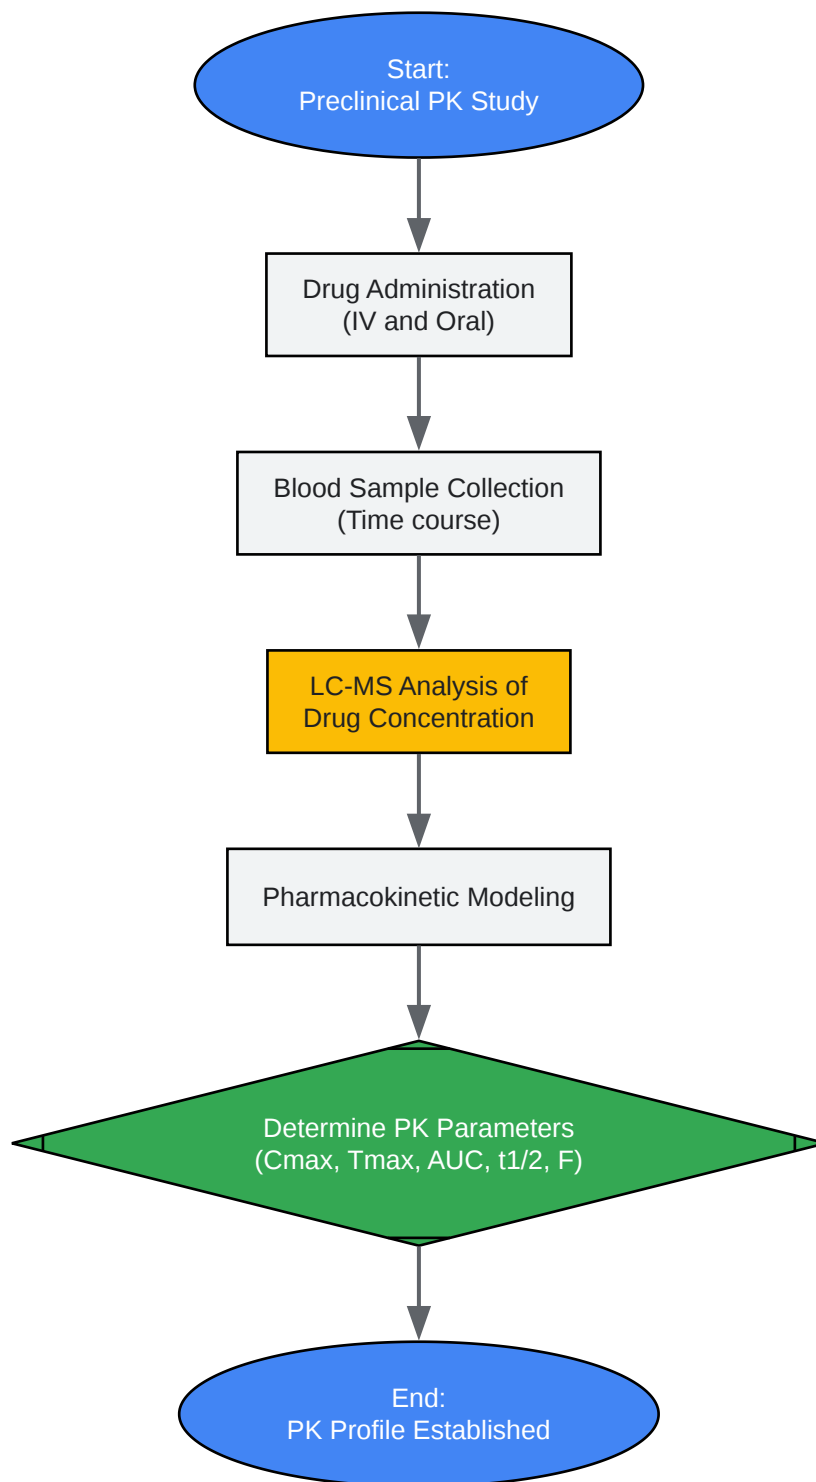 Start:
Preclinical PK Study
Drug Administration
(IV and Oral)
Blood Sample Collection
(Time course)
LC-MS Analysis of
Drug Concentration
Pharmacokinetic Modeling
Determine PK Parameters
(Cmax, Tmax, AUC, t1/2, F)
End:
PK Profile Established